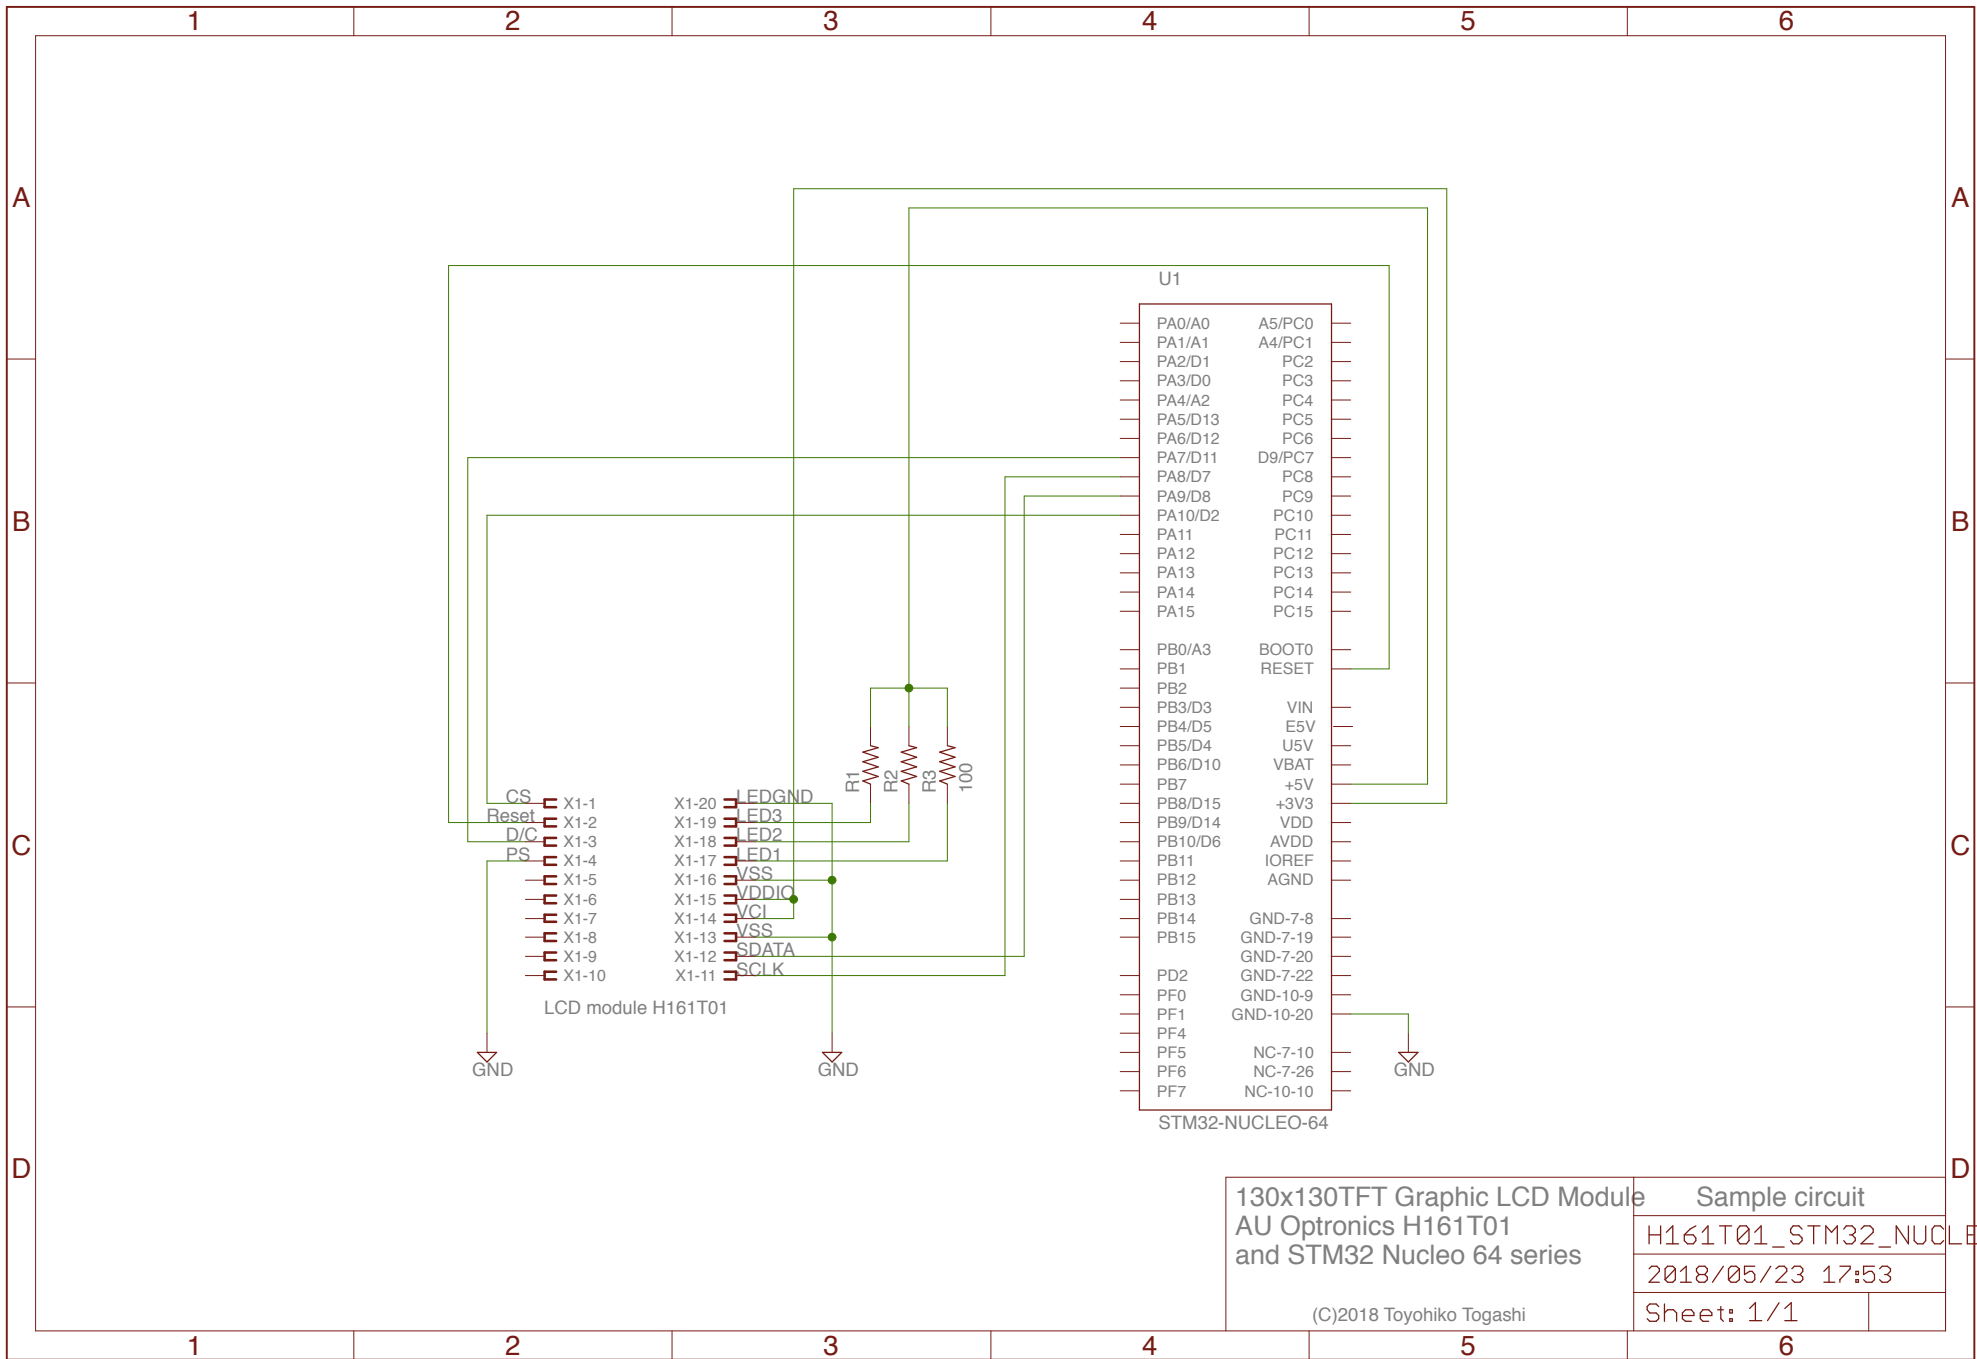 1 2 3 4 5 6
A A
B B
C C
D D
U1
PA0/A0 A5/PC0
PA1/A1 A4/PC1
PA2/D1 PC2
PA3/D0 PC3
PA4/A2 PC4
PA5/D13 PC5
PA6/D12 PC6
PA7/D11 D9/PC7
PA8/D7 PC8
PA9/D8 PC9
PA10/D2 PC10
PA11 PC11
PA12 PC12
PA13 PC13
PA14 PC14
PA15 PC15
PB0/A3 BOOT0
PB1 RESET
PB2
PB3/D3 VIN
PB4/D5 E5V
PB5/D4 U5V
PB6/D10 VBAT
PB7 +5V
PB8/D15 +3V3
PB9/D14 VDD
PB10/D6 AVDD
PB11 IOREF
PB12 AGND
PB13
PB14 GND-7-8
PB15 GND-7-19
GND-7-20
PD2 GND-7-22
PF0 GND-10-9
PF1 GND-10-20
PF4
PF5 NC-7-10
PF6 NC-7-26
PF7 NC-10-10
STM32-NUCLEO-64
R1 R2 R3 100
CS X1-1 X1-20 LEDGND
Reset X1-2 X1-19 LED3
D/C X1-3 X1-18 LED2
PS X1-4 X1-17 LED1
X1-5 X1-16 VSS
X1-6 X1-15 VDDIO
X1-7 X1-14 VCI
X1-8 X1-13 VSS
X1-9 X1-12 SDATA
X1-10 X1-11 SCLK
LCD module H161T01
GND GND GND
130x130TFT Graphic LCD Module
AU Optronics H161T01
and STM32 Nucleo 64 series
(C)2018 Toyohiko Togashi
Sample circuit
H161T01_STM32_NUCLE
2018/05/23 17:53
Sheet: 1/1
1 2 3 4 5 6